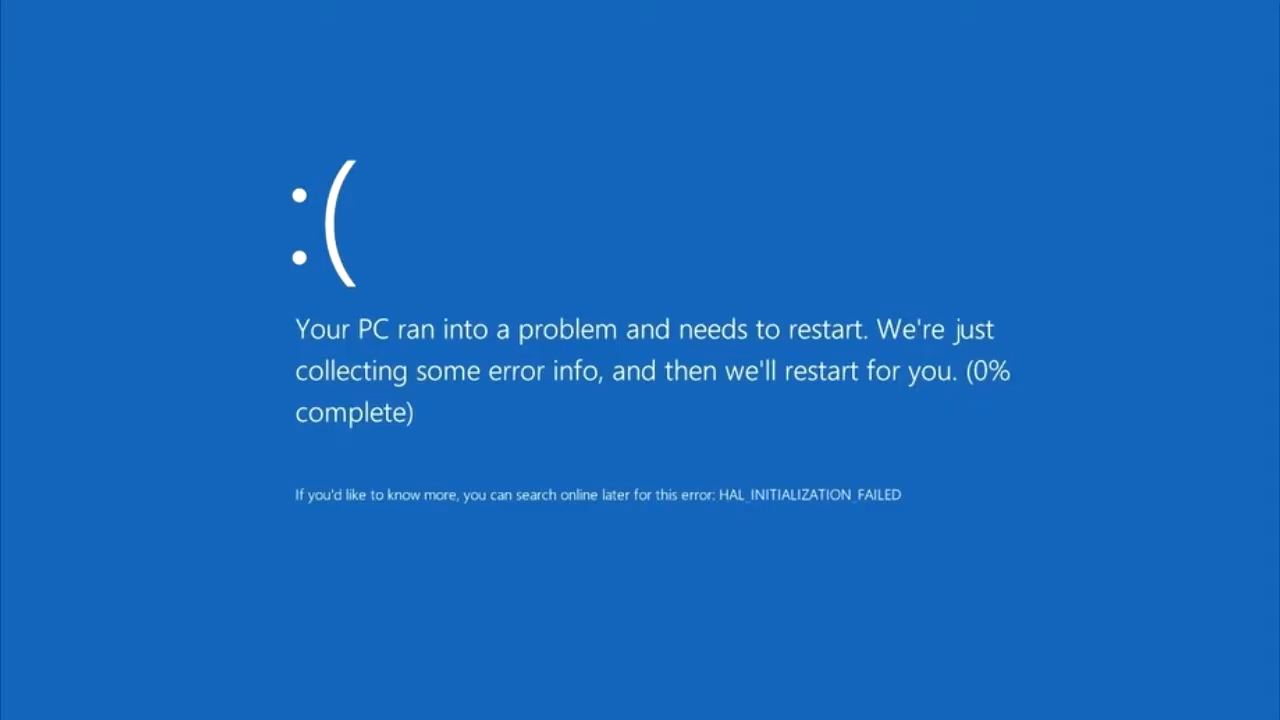 :(
Your PC ran into a problem and needs to restart. We're just
collecting some error info, and then we'll restart for you. (0%
complete)
If you'd like to know more, you can search online later for this error: HAL_INITIALIZATION_FAILED